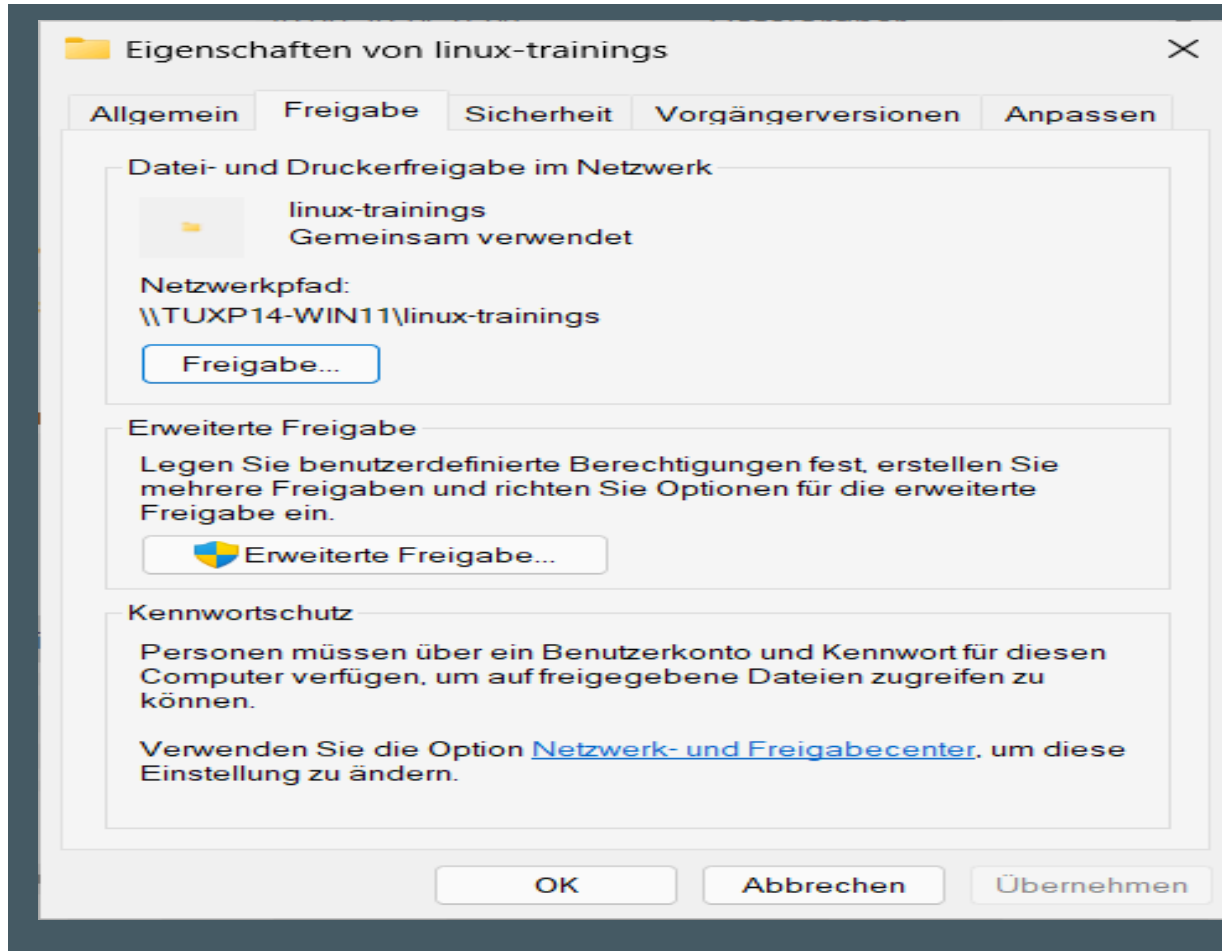 Eigenschaften von linux-trainings
Allgemein Freigabe Sicherheit Vorgängerversionen Anpassen
Datei- und Druckerfreigabe im Netzwerk
linux-trainings
Gemeinsam verwendet
Netzwerkpfad:
\\TUXP14-WIN11\linux-trainings
Freigabe...
Erweiterte Freigabe
Legen Sie benutzerdefinierte Berechtigungen fest, erstellen Sie
mehrere Freigaben und richten Sie Optionen für die erweiterte
Freigabe ein.
Erweiterte Freigabe...
Kennwortschutz
Personen müssen über ein Benutzerkonto und Kennwort für diesen
Computer verfügen, um auf freigegebene Dateien zugreifen zu
können.
Verwenden Sie die Option Netzwerk- und Freigabecenter, um diese
Einstellung zu ändern.
OK Abbrechen Übernehmen